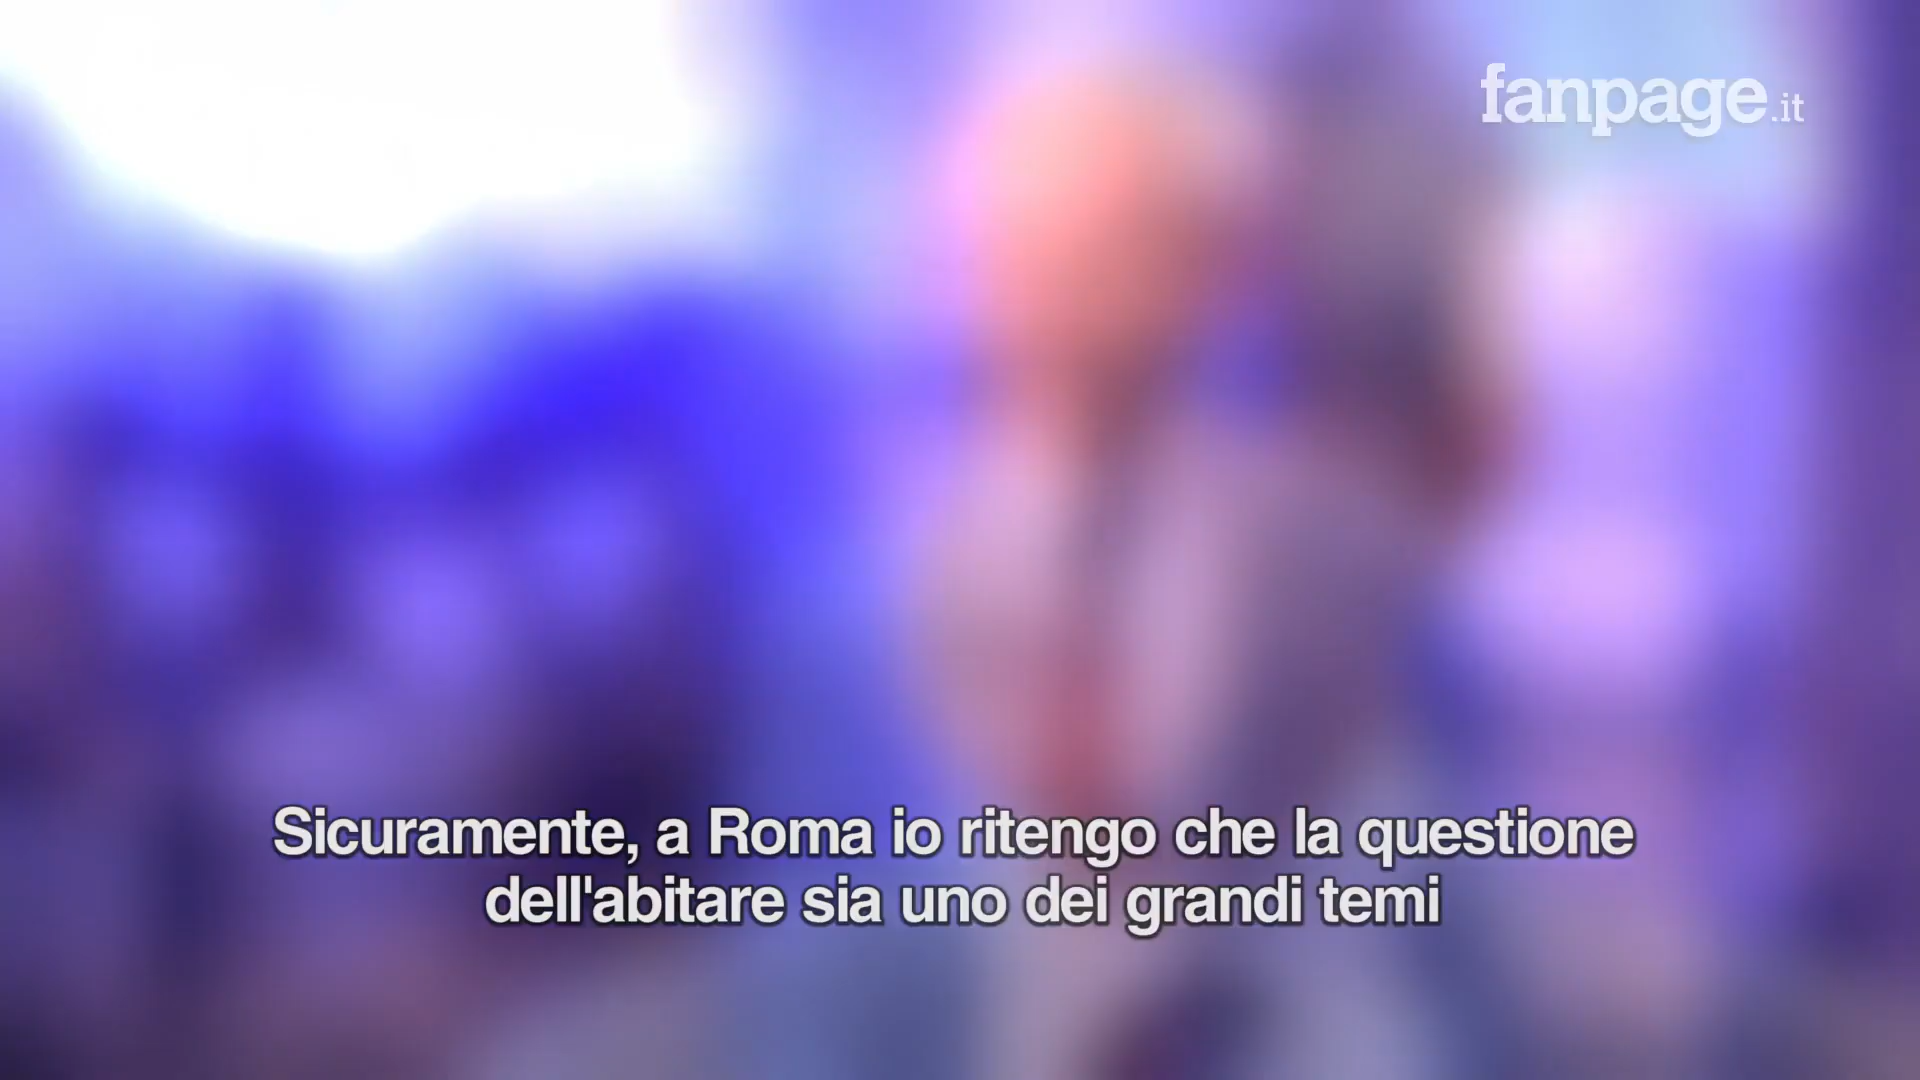 fanpage.it
Sicuramente, a Roma io ritengo che la questione
dell'abitare sia uno dei grandi temi